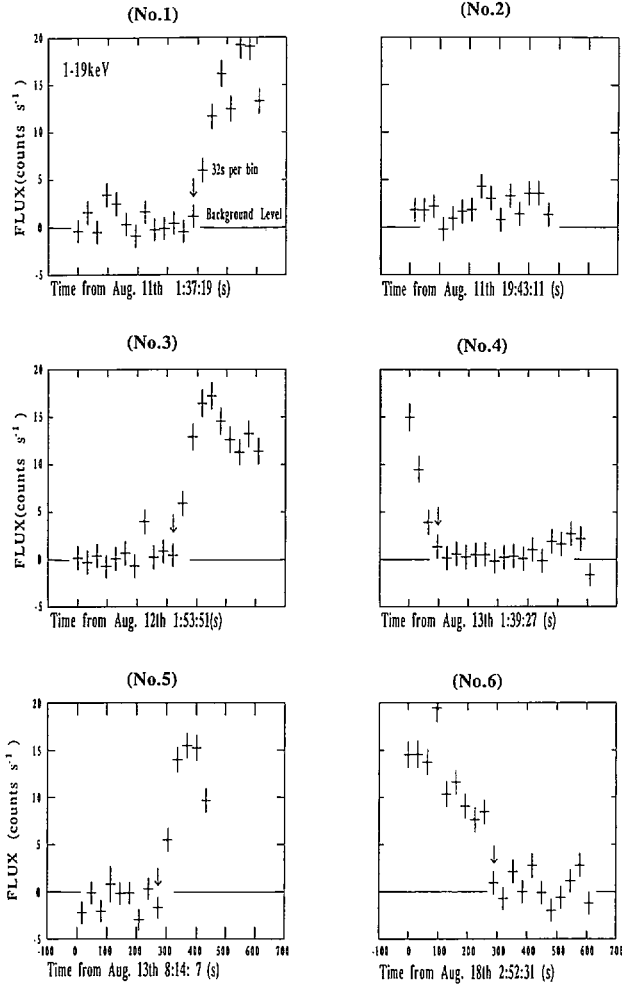 (No.1)
(No.2)
20
15
10
5
0
-5
FLUX(counts s⁻¹)
1-19keV
32s per bin
Background Level
Time from Aug. 11th 1:37:19 (s)
Time from Aug. 11th 19:43:11 (s)
(No.3)
(No.4)
20
15
10
5
0
-5
FLUX(counts s⁻¹)
Time from Aug. 12th 1:53:51(s)
Time from Aug. 13th 1:39:27 (s)
(No.5)
(No.6)
20
15
10
5
0
-5
FLUX (counts s⁻¹)
-100 0 100 200 300 400 500 600 700
-100 0 100 200 300 400 500 600 700
Time from Aug. 13th 8:14: 7 (s)
Time from Aug. 18th 2:52:31 (s)